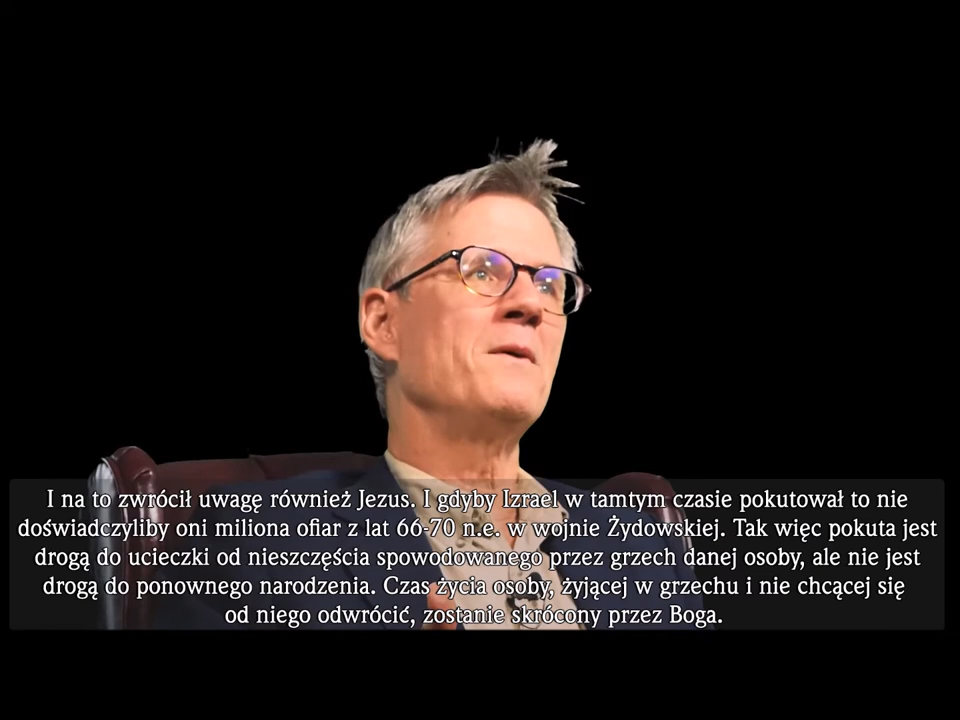 I na to zwrócił uwagę również Jezus. I gdyby Izrael w tamtym czasie pokutował to nie
doświadczyliby oni miliona ofiar z lat 66-70 n.e. w wojnie Żydowskiej. Tak więc pokuta jest
drogą do ucieczki od nieszczęścia spowodowanego przez grzech danej osoby, ale nie jest
drogą do ponownego narodzenia. Czas życia osoby, żyjącej w grzechu i nie chcącej się
od niego odwrócić, zostanie skrócony przez Boga.